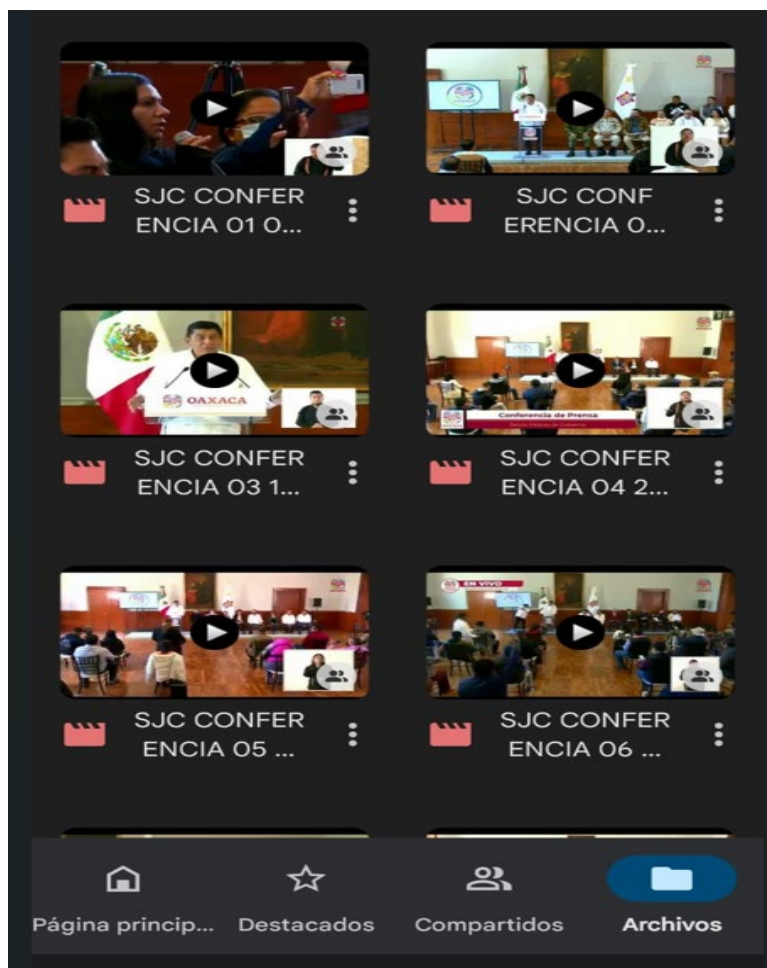 SJC CONFER
ENCIA 01 O...
SJC CONF
ERENCIA O...
OAXACA
Conferencia de Prensa
SJC CONFER
ENCIA 03 1...
SJC CONFER
ENCIA 04 2...
EN VIVO
SJC CONFER
ENCIA 05 ...
SJC CONFER
ENCIA 06 ...
Página princip...
Destacados
Compartidos
Archivos